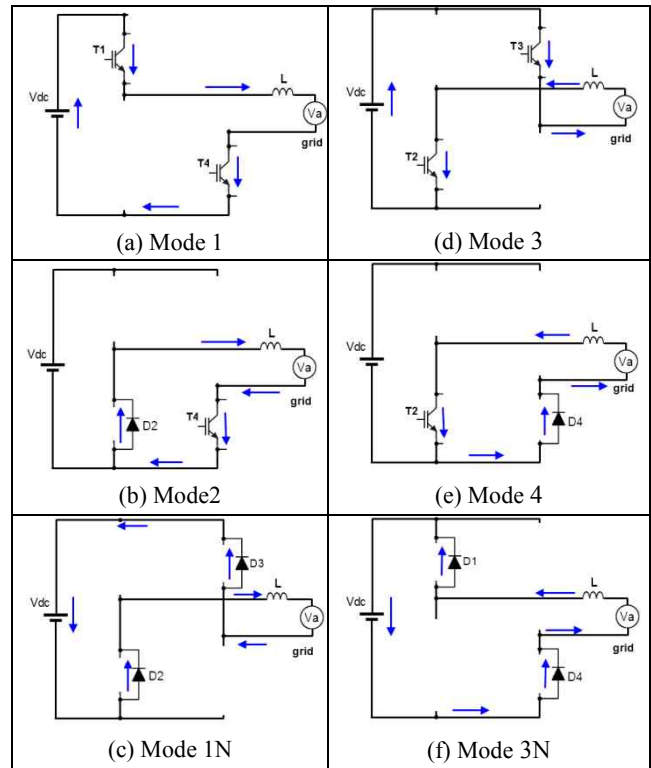 T1
L
Vdc
Va
T4
grid
(a) Mode 1
T3
L
Vdc
Va
T2
grid
(d) Mode 3
L
Vdc
Va
D2
T4
grid
(b) Mode2
L
Vdc
Va
T2
D4
grid
(e) Mode 4
D3
L
Vdc
Va
D2
grid
(c) Mode 1N
D1
L
Vdc
Va
D4
grid
(f) Mode 3N